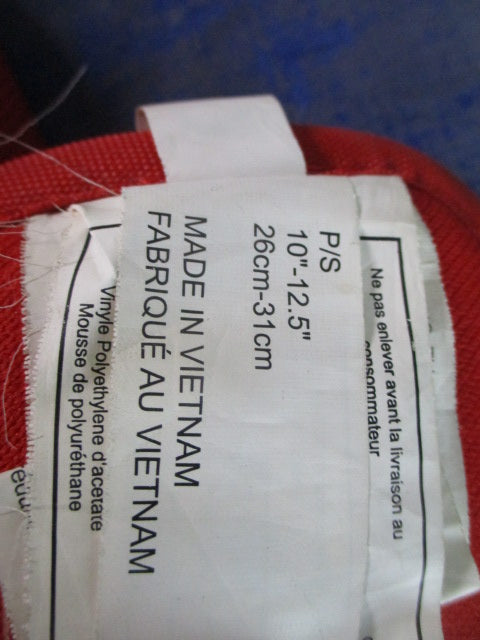 P/S
10"-12.5"
26cm-31cm
MADE IN VIETNAM
FABRIQUÉ AU VIETNAM
Ne pas enlever avant la livraison au
consommateur
Vinyle Polyethylene d'acetate
Mousse de polyuréthane